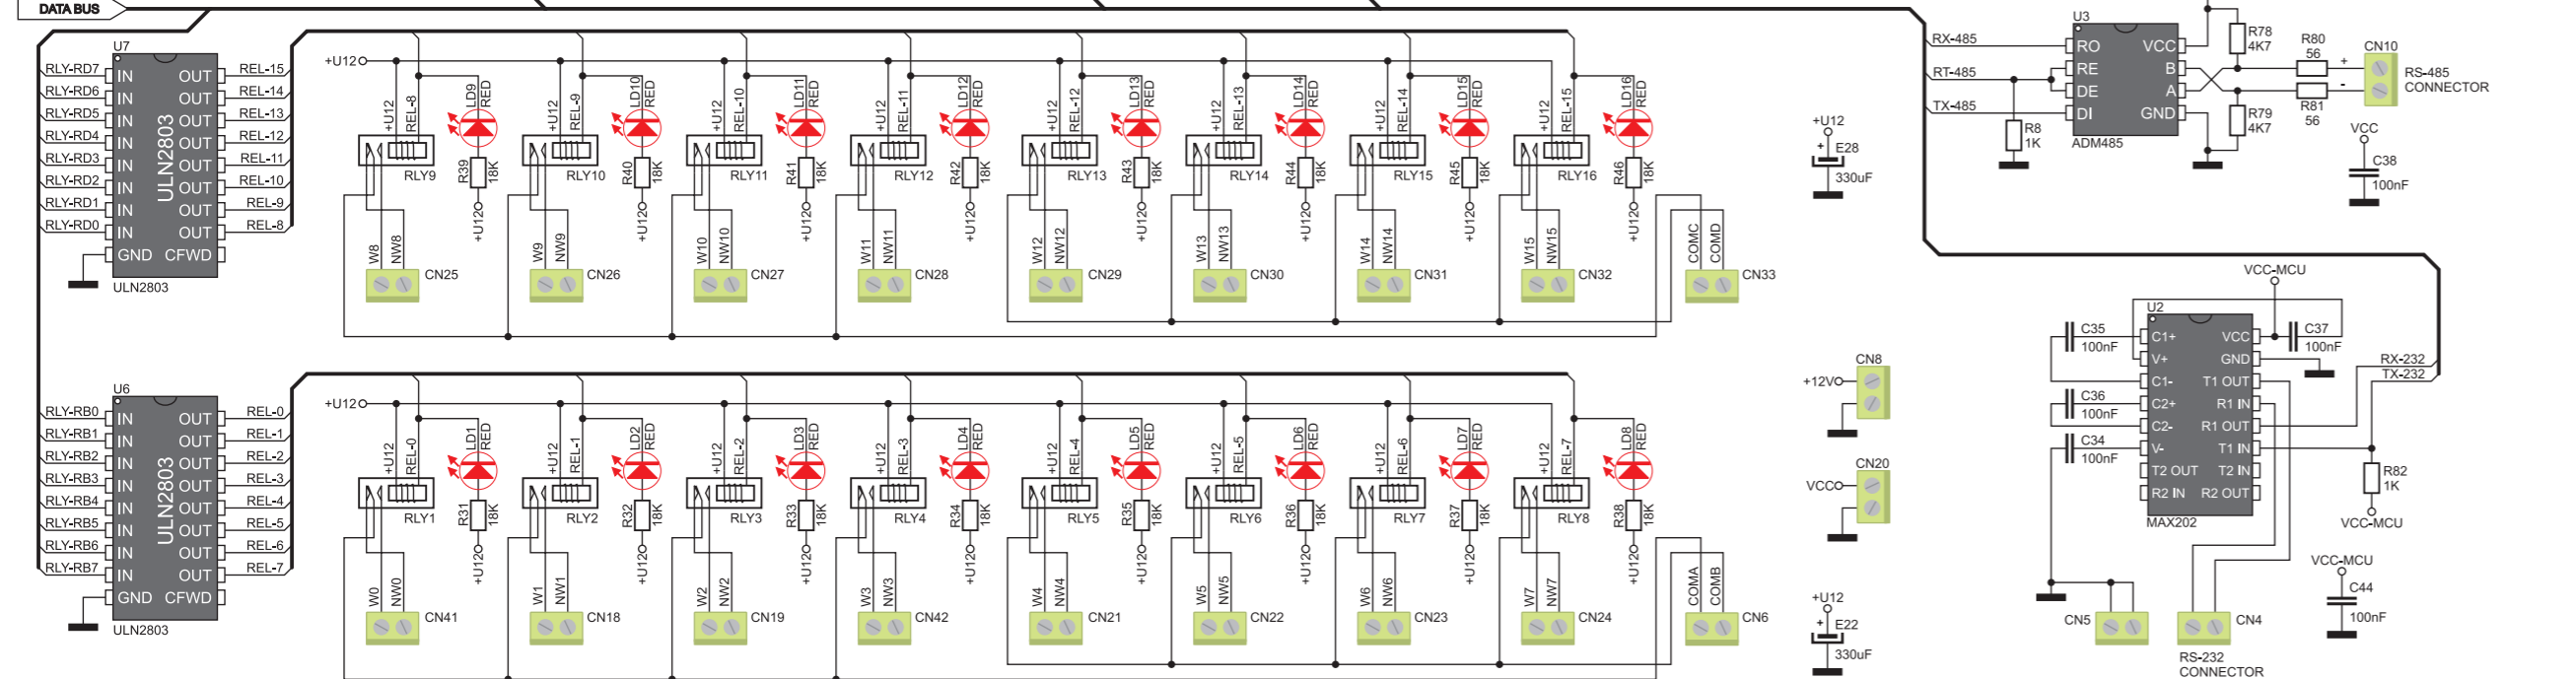 DATA BUS
U7
RLY-RD7 IN OUT REL-15
RLY-RD6 IN OUT REL-14
RLY-RD5 IN OUT REL-13
RLY-RD4 IN OUT REL-12
RLY-RD3 IN OUT REL-11
RLY-RD2 IN OUT REL-10
RLY-RD1 IN OUT REL-9
RLY-RD0 IN OUT REL-8
GND CFWD
ULN2803
ULN2803
+U12
+U12 REL-8 LD9 RED
RLY9 R39 18K +U12
W8 NW8 CN25
+U12 REL-9 LD10 RED
RLY10 R40 18K +U12
W9 NW9 CN26
+U12 REL-10 LD11 RED
RLY11 R41 18K +U12
W10 NW10 CN27
+U12 REL-11 LD12 RED
RLY12 R42 18K +U12
W11 NW11 CN28
+U12 REL-12 LD13 RED
RLY13 R43 18K +U12
W12 NW12 CN29
+U12 REL-13 LD14 RED
RLY14 R44 18K +U12
W13 NW13 CN30
+U12 REL-14 LD15 RED
RLY15 R45 18K +U12
W14 NW14 CN31
+U12 REL-15 LD16 RED
RLY16 R46 18K +U12
W15 NW15 CN32
COMC COMD CN33
+U12
+ E28
330uF
U3
RX-485 RO VCC
RT-485 RE B
DE A
TX-485 DI GND
ADM485
R8
1K
R78
4K7
R79
4K7
R80
56
R81
56
CN10
+
-
RS-485
CONNECTOR
VCC
C38
100nF
U6
RLY-RB0 IN OUT REL-0
RLY-RB1 IN OUT REL-1
RLY-RB2 IN OUT REL-2
RLY-RB3 IN OUT REL-3
RLY-RB4 IN OUT REL-4
RLY-RB5 IN OUT REL-5
RLY-RB6 IN OUT REL-6
RLY-RB7 IN OUT REL-7
GND CFWD
ULN2803
ULN2803
+U12
+U12 REL-0 LD1 RED
RLY1 R31 18K +U12
W0 NW0 CN41
+U12 REL-1 LD2 RED
RLY2 R32 18K +U12
W1 NW1 CN18
+U12 REL-2 LD3 RED
RLY3 R33 18K +U12
W2 NW2 CN19
+U12 REL-3 LD4 RED
RLY4 R34 18K +U12
W3 NW3 CN42
+U12 REL-4 LD5 RED
RLY5 R35 18K +U12
W4 NW4 CN21
+U12 REL-5 LD6 RED
RLY6 R36 18K +U12
W5 NW5 CN22
+U12 REL-6 LD7 RED
RLY7 R37 18K +U12
W6 NW6 CN23
+U12 REL-7 LD8 RED
RLY8 R38 18K +U12
W7 NW7 CN24
COMA COMB CN6
CN8
+12V
CN20
VCC
+U12
+ E22
330uF
VCC-MCU
U2
C35
100nF
C36
100nF
C34
100nF
C37
100nF
C1+ VCC
V+ GND
C1- T1 OUT
C2+ R1 IN
C2- R1 OUT
V- T1 IN
T2 OUT T2 IN
R2 IN R2 OUT
MAX202
RX-232
TX-232
R82
1K
VCC-MCU
VCC-MCU
C44
100nF
CN5
CN4
RS-232
CONNECTOR